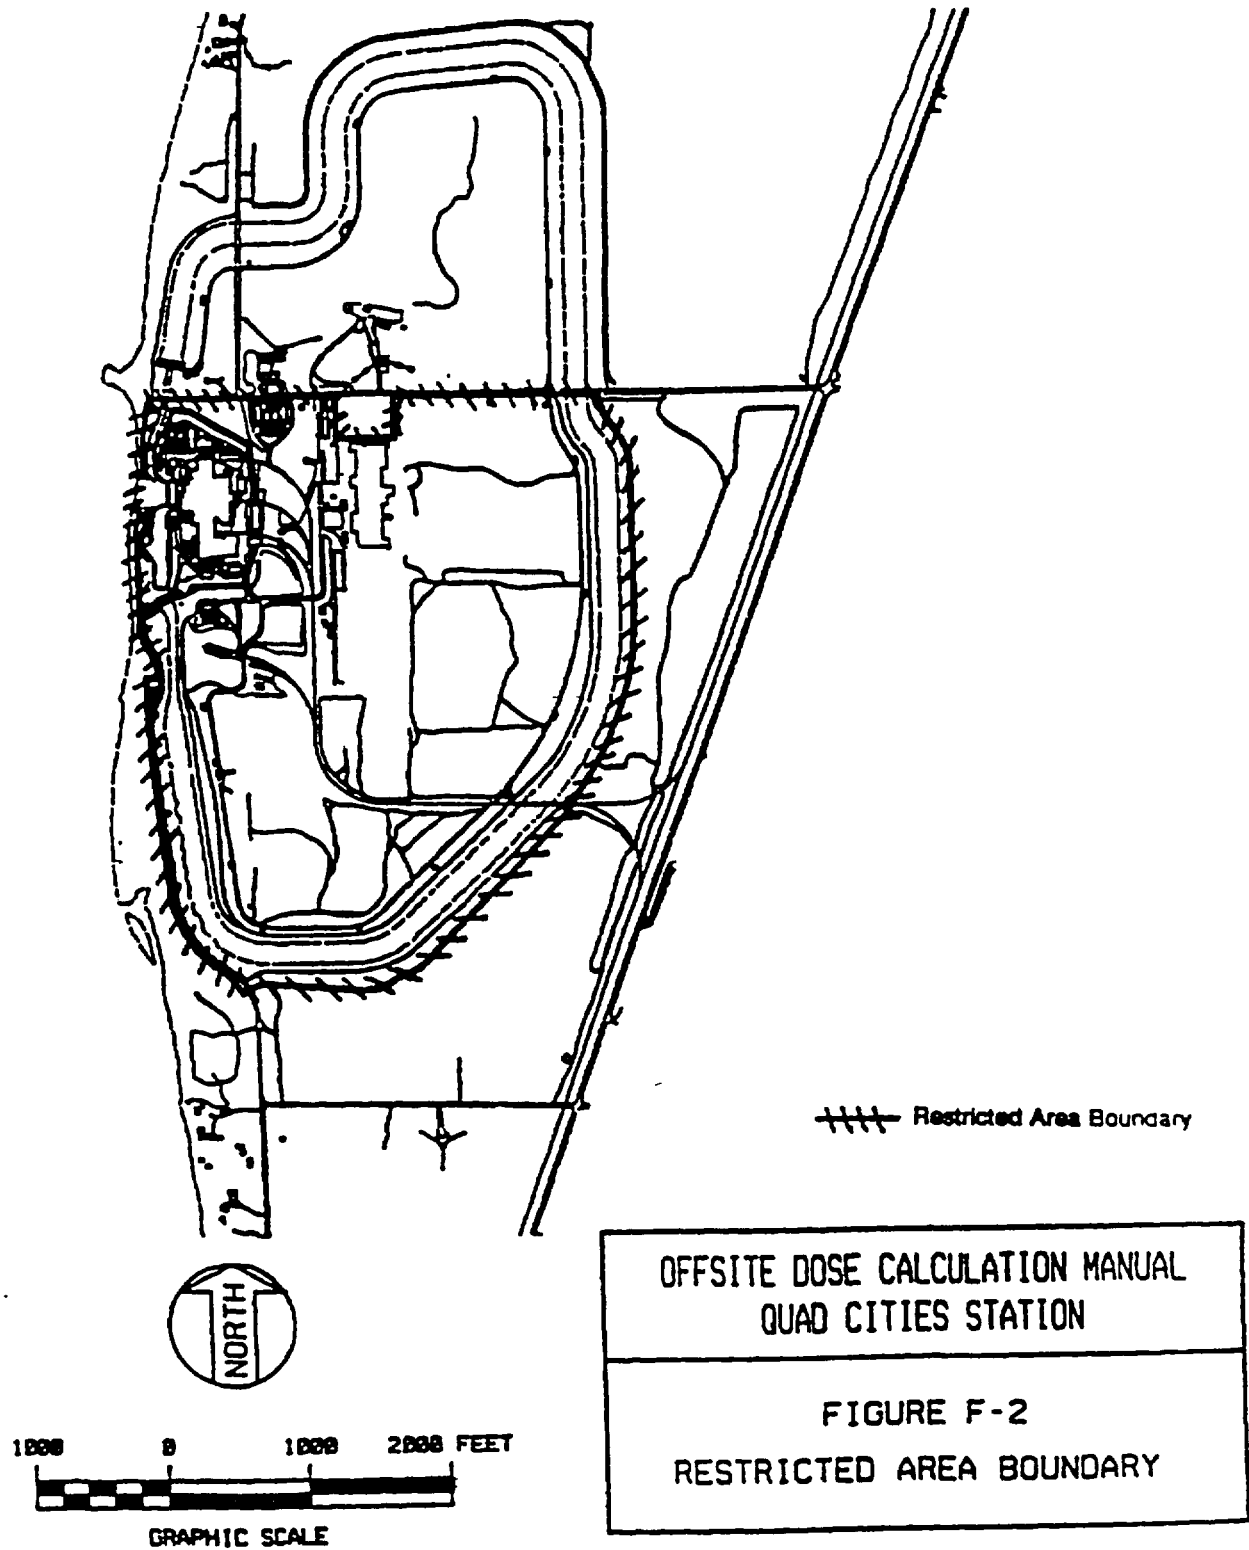 Restricted Area Boundary
OFFSITE DOSE CALCULATION MANUAL
QUAD CITIES STATION
NORTH
FIGURE F-2
RESTRICTED AREA BOUNDARY
1000 0 1000 2000 FEET
GRAPHIC SCALE